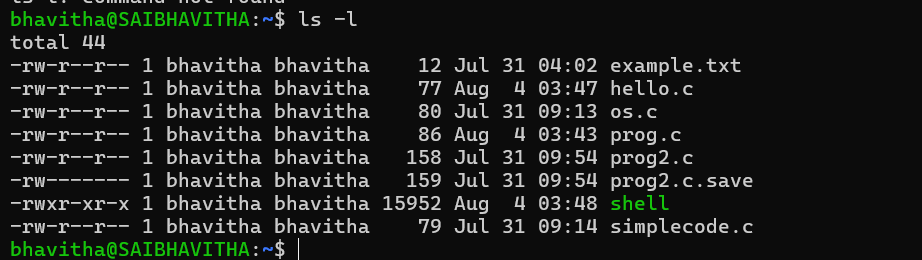 ls-l: command not found
bhavitha@SAIBHAVITHA:~$ ls -l
total 44
-rw-r--r-- 1 bhavitha bhavitha    12 Jul 31 04:02 example.txt
-rw-r--r-- 1 bhavitha bhavitha    77 Aug  4 03:47 hello.c
-rw-r--r-- 1 bhavitha bhavitha    80 Jul 31 09:13 os.c
-rw-r--r-- 1 bhavitha bhavitha    86 Aug  4 03:43 prog.c
-rw-r--r-- 1 bhavitha bhavitha   158 Jul 31 09:54 prog2.c
-rw------- 1 bhavitha bhavitha   159 Jul 31 09:54 prog2.c.save
-rwxr-xr-x 1 bhavitha bhavitha 15952 Aug  4 03:48 shell
-rw-r--r-- 1 bhavitha bhavitha    79 Jul 31 09:14 simplecode.c
bhavitha@SAIBHAVITHA:~$